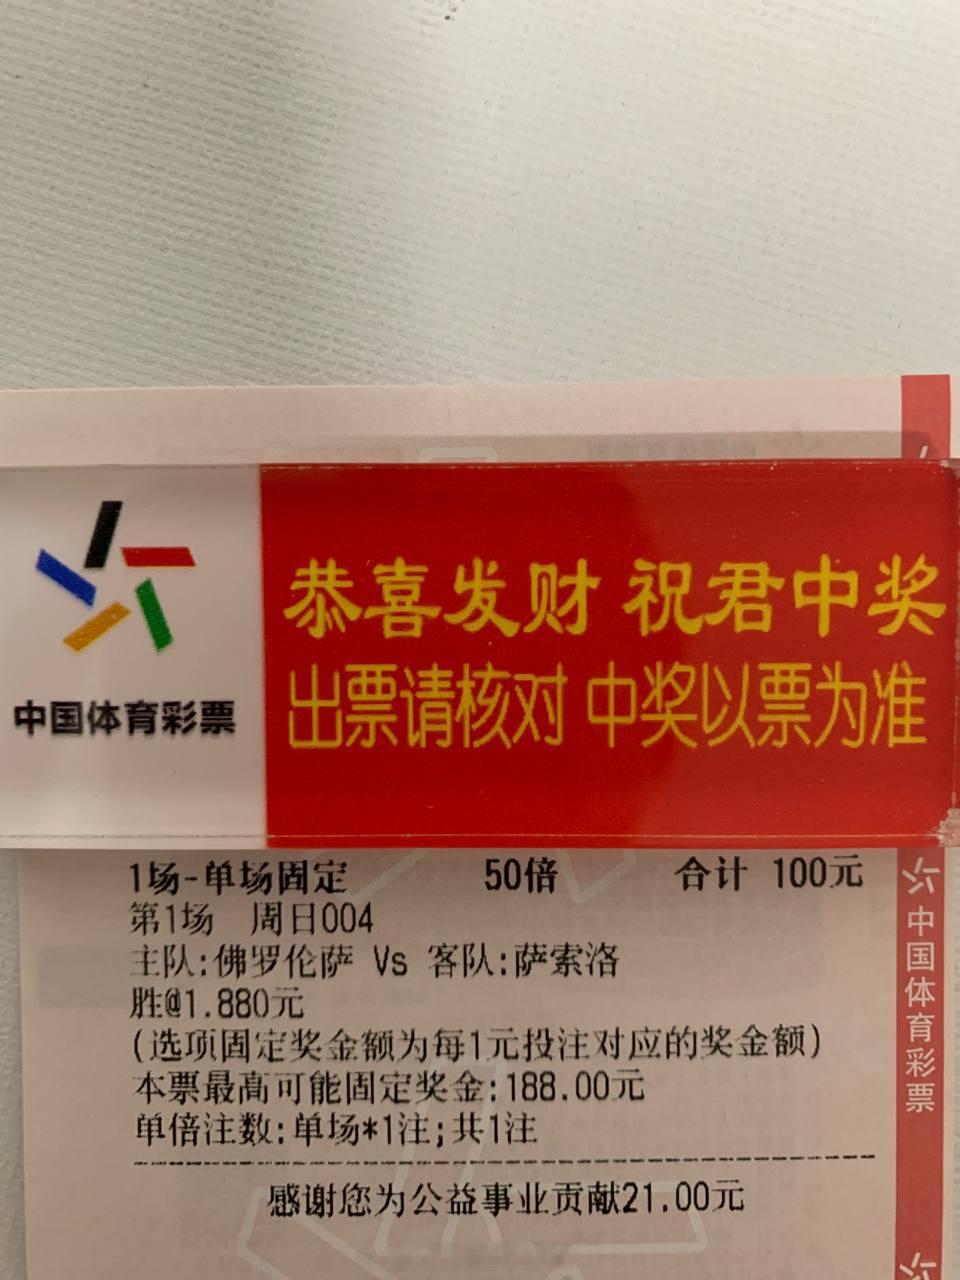 恭喜发财 祝君中奖
出票请核对 中奖以票为准
中国体育彩票
1场-单场固定 50倍 合计 100元
第1场 周日004
主队:佛罗伦萨 Vs 客队:萨索洛
胜@1.880元
(选项固定奖金额为每1元投注对应的奖金额)
本票最高可能固定奖金:188.00元
单倍注数:单场*1注;共1注
感谢您为公益事业贡献21.00元
中国体育彩票